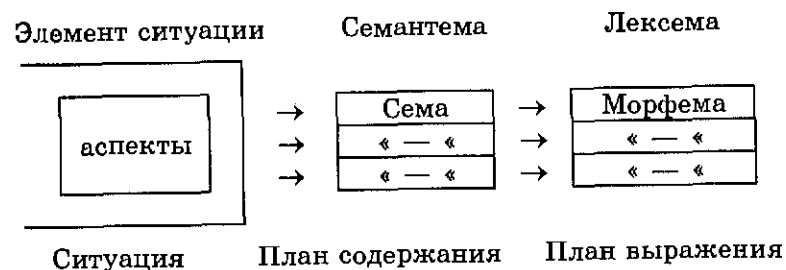 Элемент ситуации Семантема Лексема
аспекты → Сема → Морфема
→ « — « → « — «
→ « — « → « — «
Ситуация План содержания План выражения